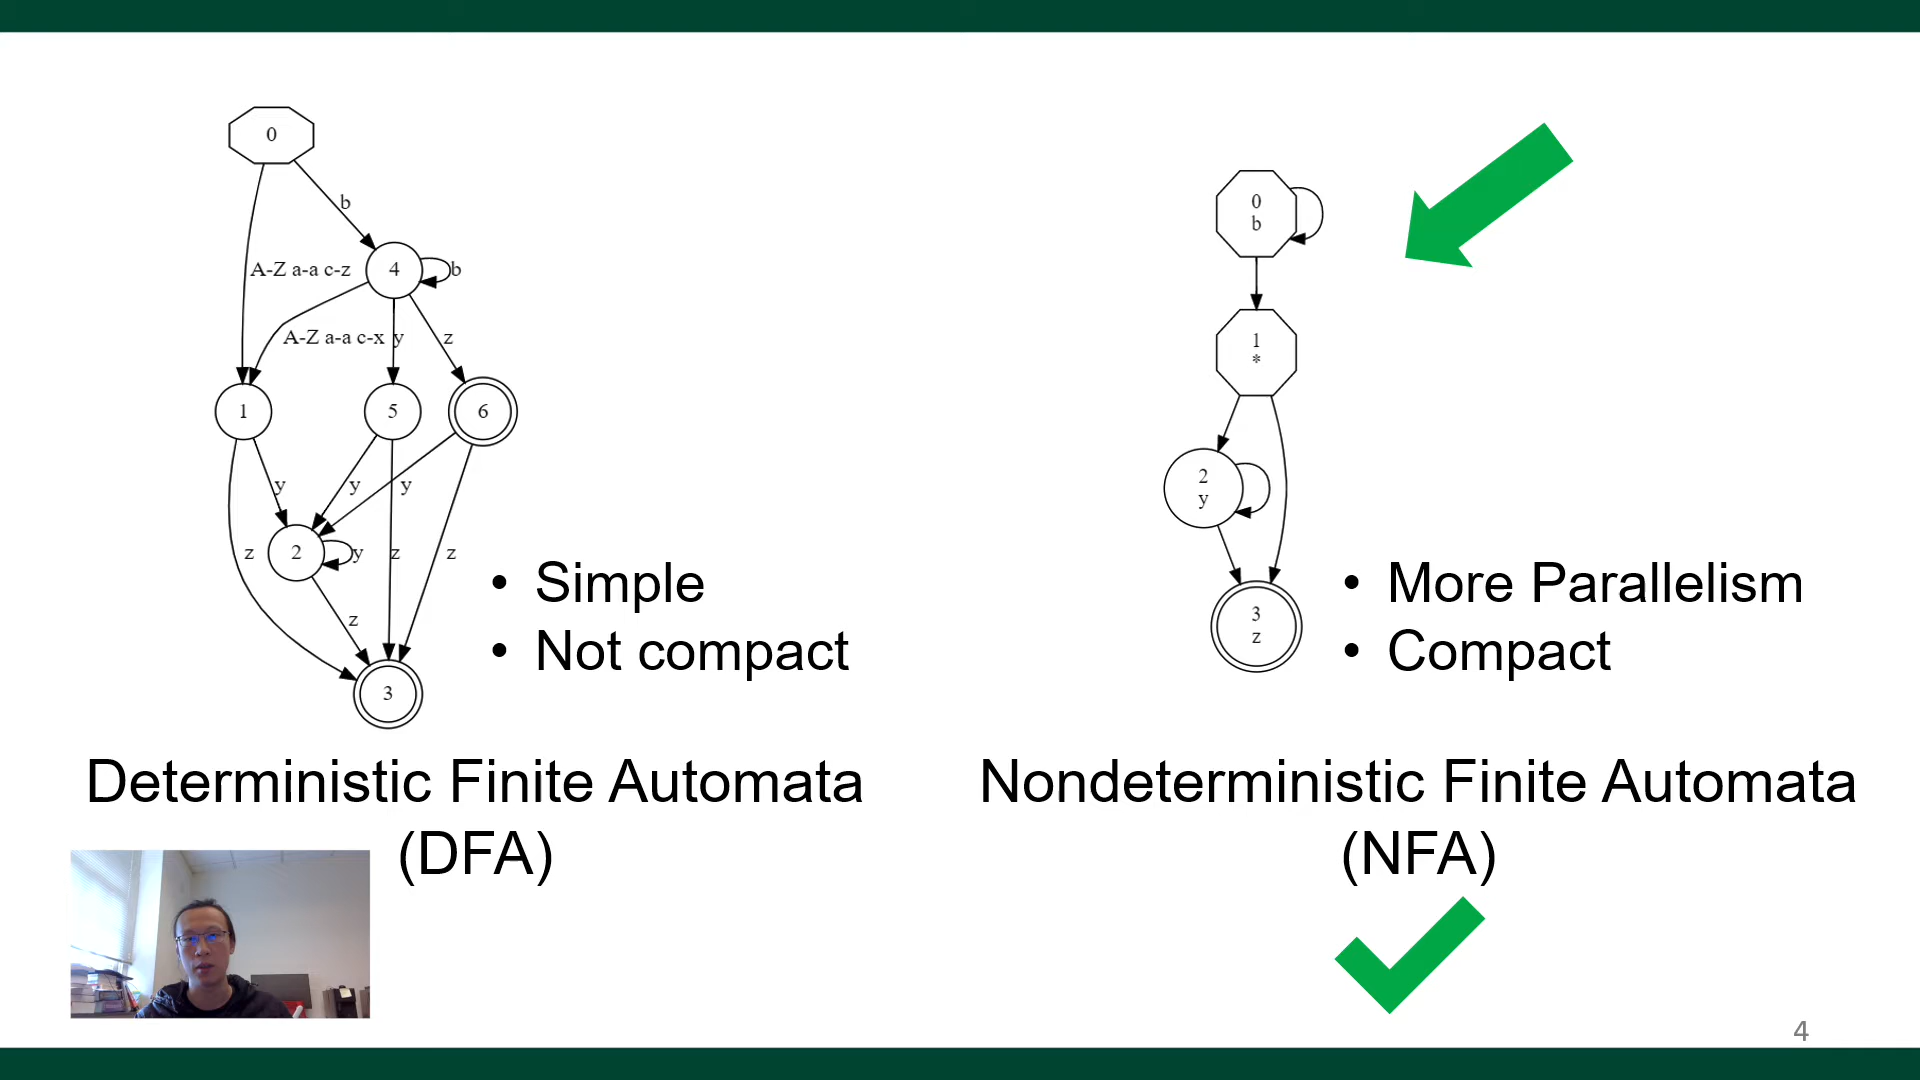 0
b
A-Z a-a c-z
4
b
A-Z a-a c-x
y
z
1
5
6
y
y
y
z
2
y
z
z
z
3
• Simple
• Not compact
Deterministic Finite Automata
(DFA)
0
b
1
*
2
y
3
z
• More Parallelism
• Compact
Nondeterministic Finite Automata
(NFA)
4